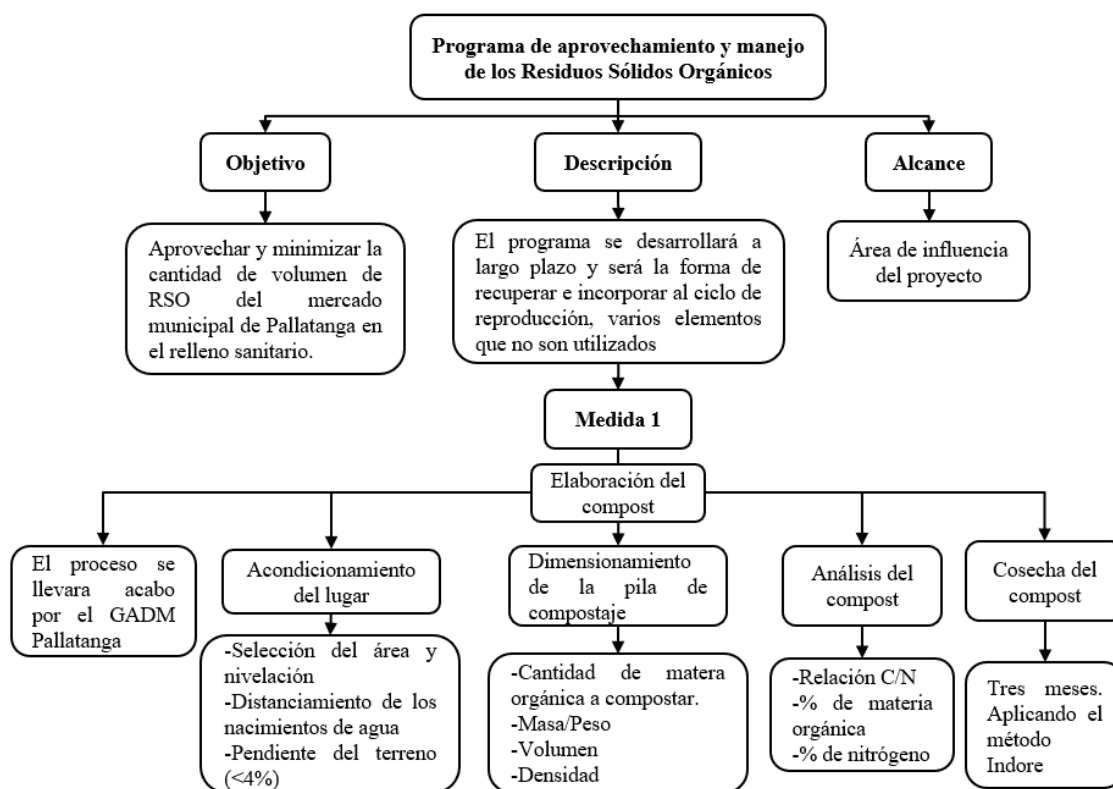 Programa de aprovechamiento y manejo
de los Residuos Sólidos Orgánicos
Objetivo
Descripción
Alcance
Aprovechar y minimizar la
cantidad de volumen de
RSO del mercado
municipal de Pallatanga en
el relleno sanitario.
El programa se desarrollará a
largo plazo y será la forma de
recuperar e incorporar al ciclo de
reproducción, varios elementos
que no son utilizados
Área de influencia
del proyecto
Medida 1
Elaboración del
compost
El proceso se
llevara acabo
por el GADM
Pallatanga
Acondicionamiento
del lugar
Dimensionamiento
de la pila de
compostaje
Análisis del
compost
Cosecha del
compost
-Selección del área y
nivelación
-Distanciamiento de los
nacimientos de agua
-Pendiente del terreno
(<4%)
-Cantidad de matera
orgánica a compostar.
-Masa/Peso
-Volumen
-Densidad
-Relación C/N
-% de materia
orgánica
-% de nitrógeno
Tres meses.
Aplicando el
método
Indore